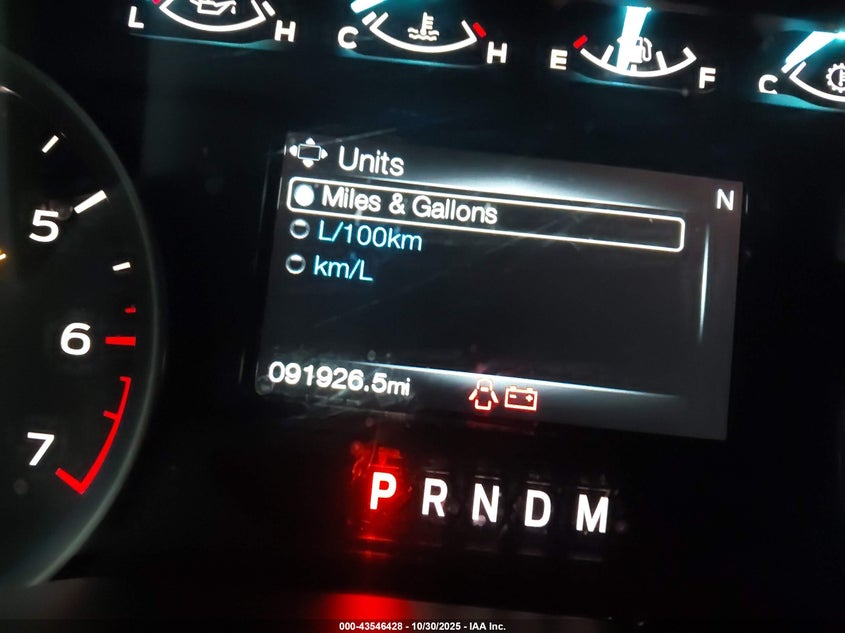 L H C H E F C
Units
N
Miles & Gallons
L/100km
km/L
5
6
7
091926.5mi
P R N D M
000-43546428 - 10/30/2025 - IAA Inc.